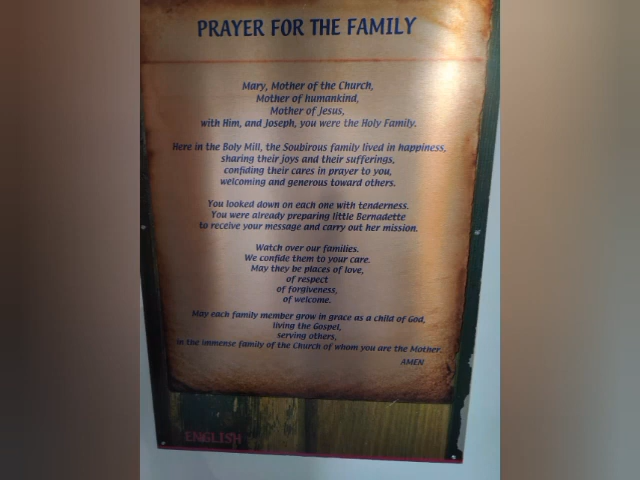 PRAYER FOR THE FAMILY
Mary, Mother of the Church,
Mother of humankind,
Mother of Jesus,
with Him, and Joseph, you were the Holy Family.
Here in the Boly Mill, the Soubirous family lived in happiness,
sharing their joys and their sufferings,
confiding their cares in prayer to you,
welcoming and generous toward others.
You looked down on each one with tenderness.
You were already preparing little Bernadette
to receive your message and carry out her mission.
Watch over our families.
We confide them to your care.
May they be places of love,
of respect
of forgiveness,
of welcome.
May each family member grow in grace as a child of God,
living the Gospel,
serving others,
in the immense family of the Church of whom you are the Mother.
AMEN
ENGLISH